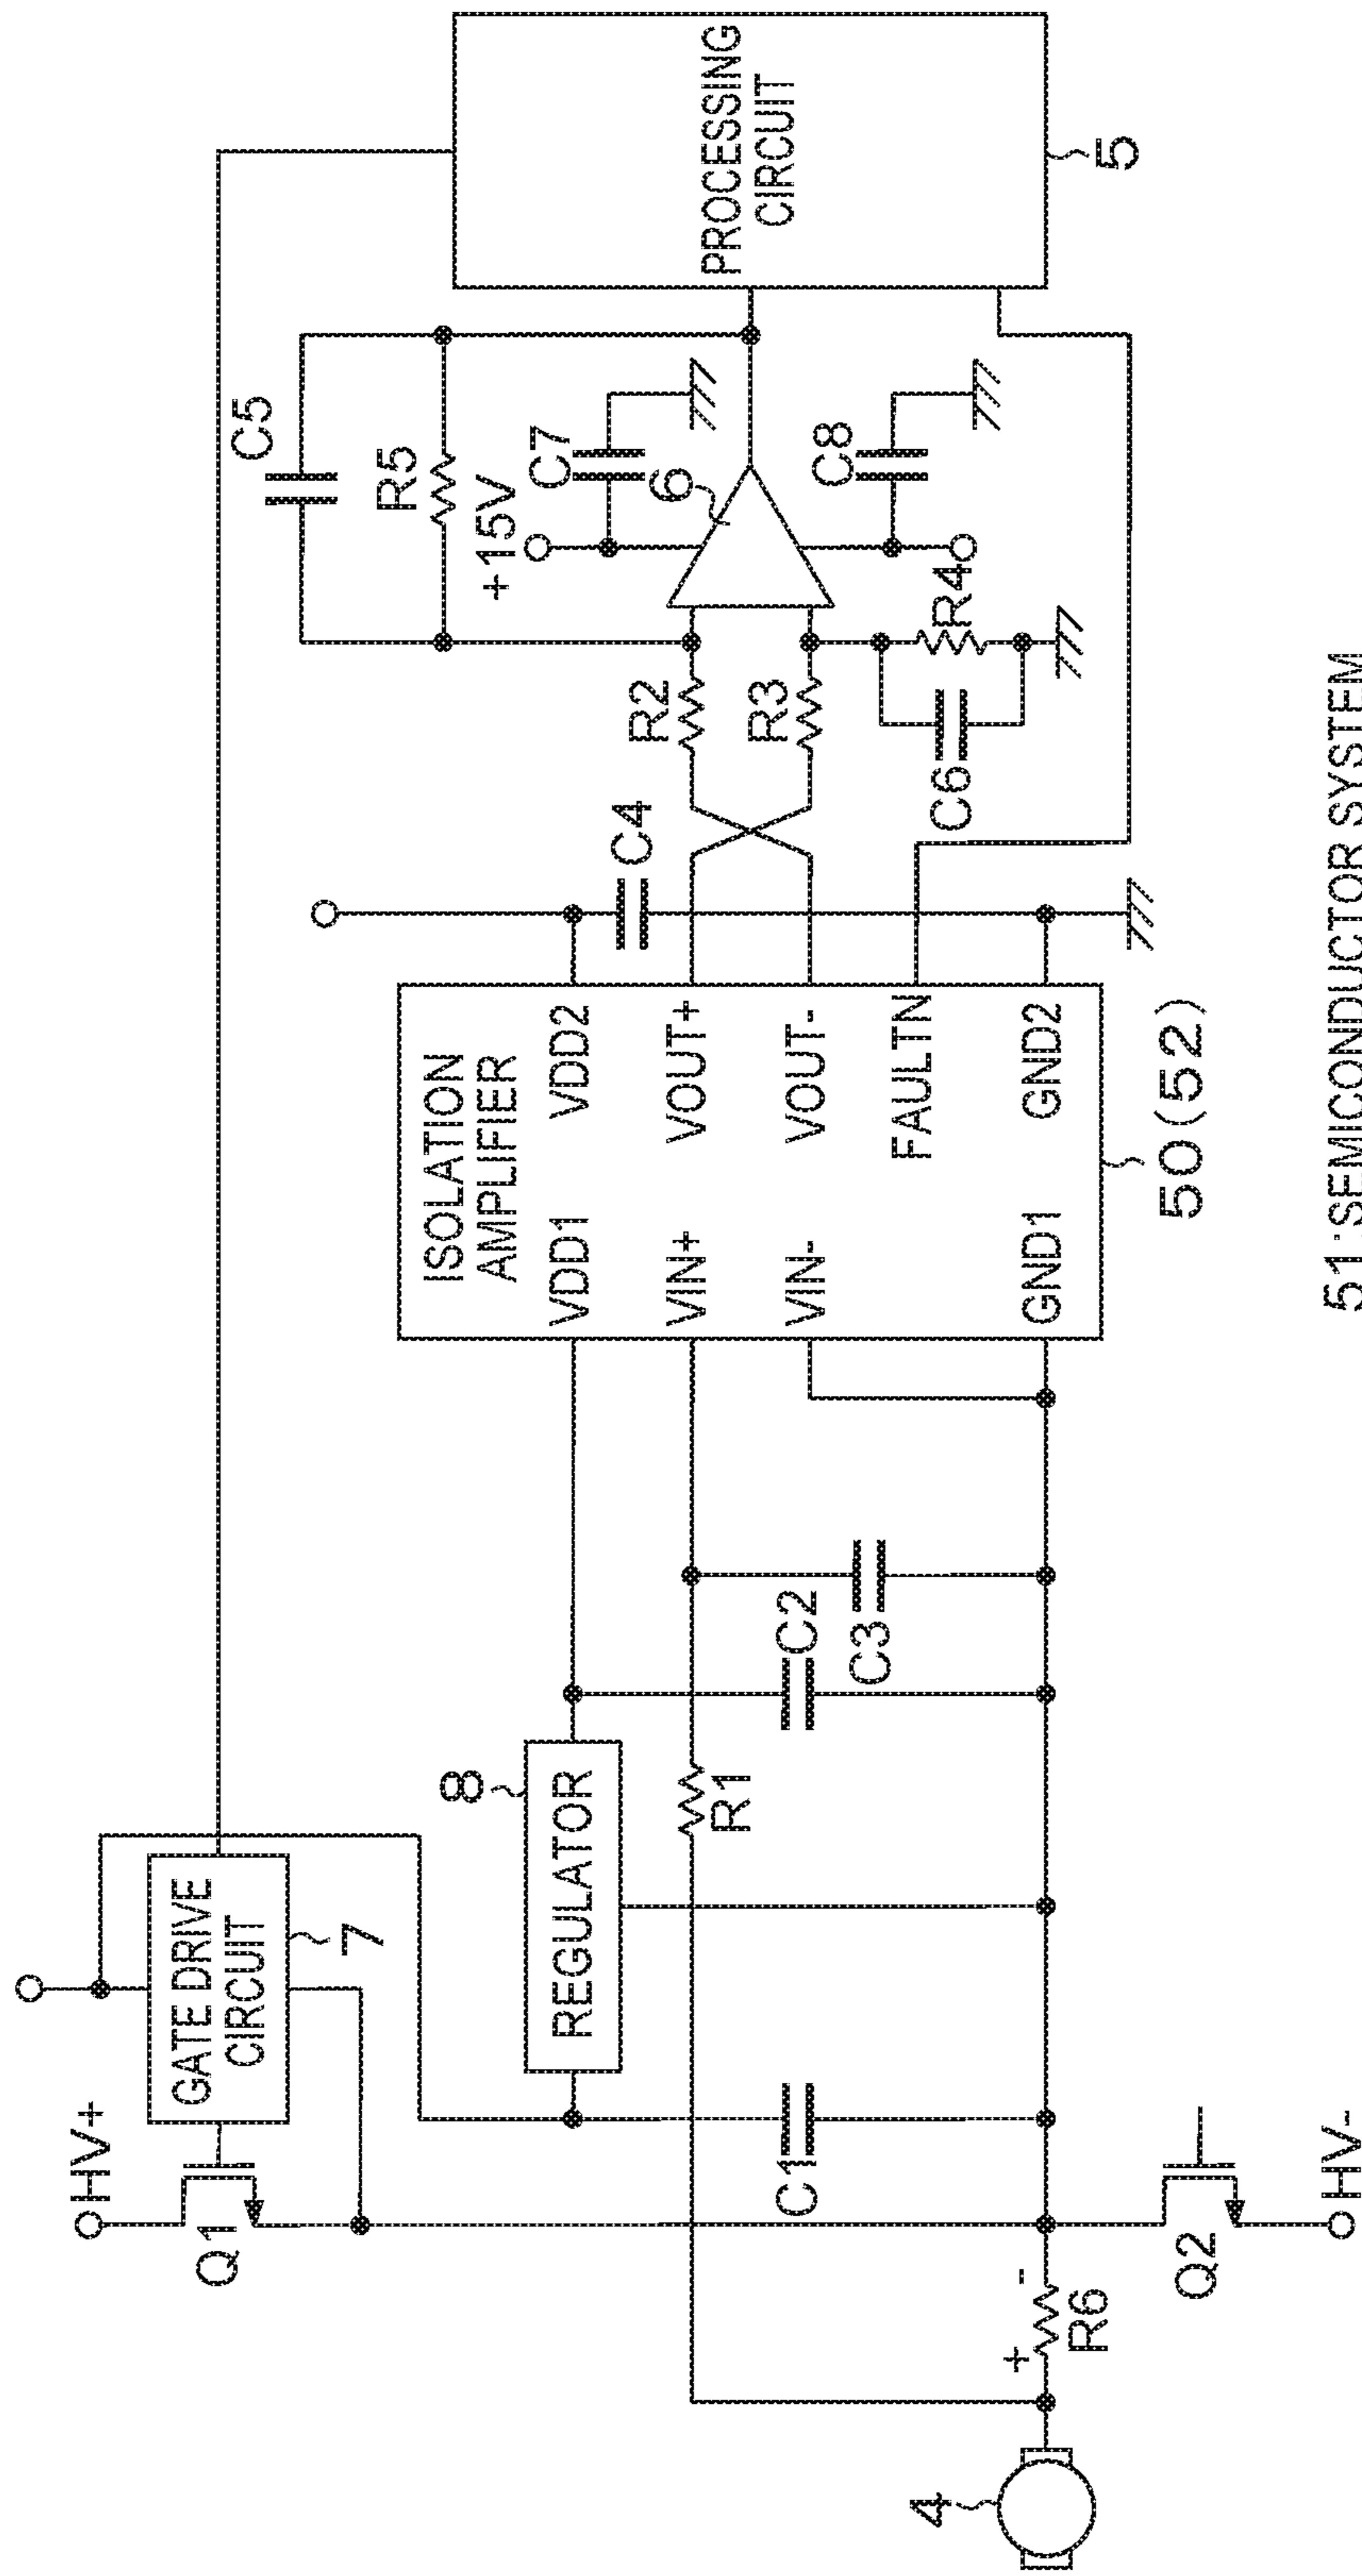 HV+
Q1
GATE DRIVE
CIRCUIT
7
8
REGULATOR
C1
R1
C2
C3
4
+
-
R6
Q2
HV-
ISOLATION
AMPLIFIER
VDD1
VDD2
VIN+
VOUT+
VIN-
VOUT-
FAULTN
GND1
GND2
50(52)
C4
R2
R3
C6
R4
C5
R5
+15V
C7
6
C8
PROCESSING
CIRCUIT
5
51:SEMICONDUCTOR SYSTEM